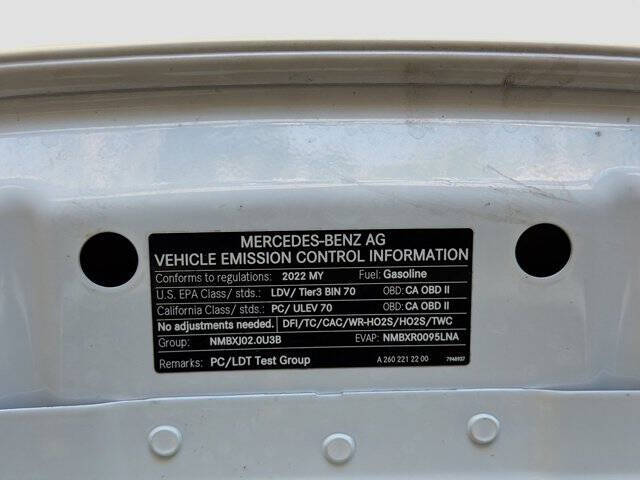 MERCEDES-BENZ AG
VEHICLE EMISSION CONTROL INFORMATION
Conforms to regulations: 2022 MY Fuel: Gasoline
U.S. EPA Class/ stds.: LDV/ Tier3 BIN 70 OBD: CA OBD II
California Class/ stds.: PC/ ULEV 70 OBD: CA OBD II
No adjustments needed. DFI/TC/CAC/WR-HO2S/HO2S/TWC
Group: NMBXJ02.0U3B EVAP: NMBXR0095LNA
Remarks: PC/LDT Test Group A 260 221 22 00 7948937